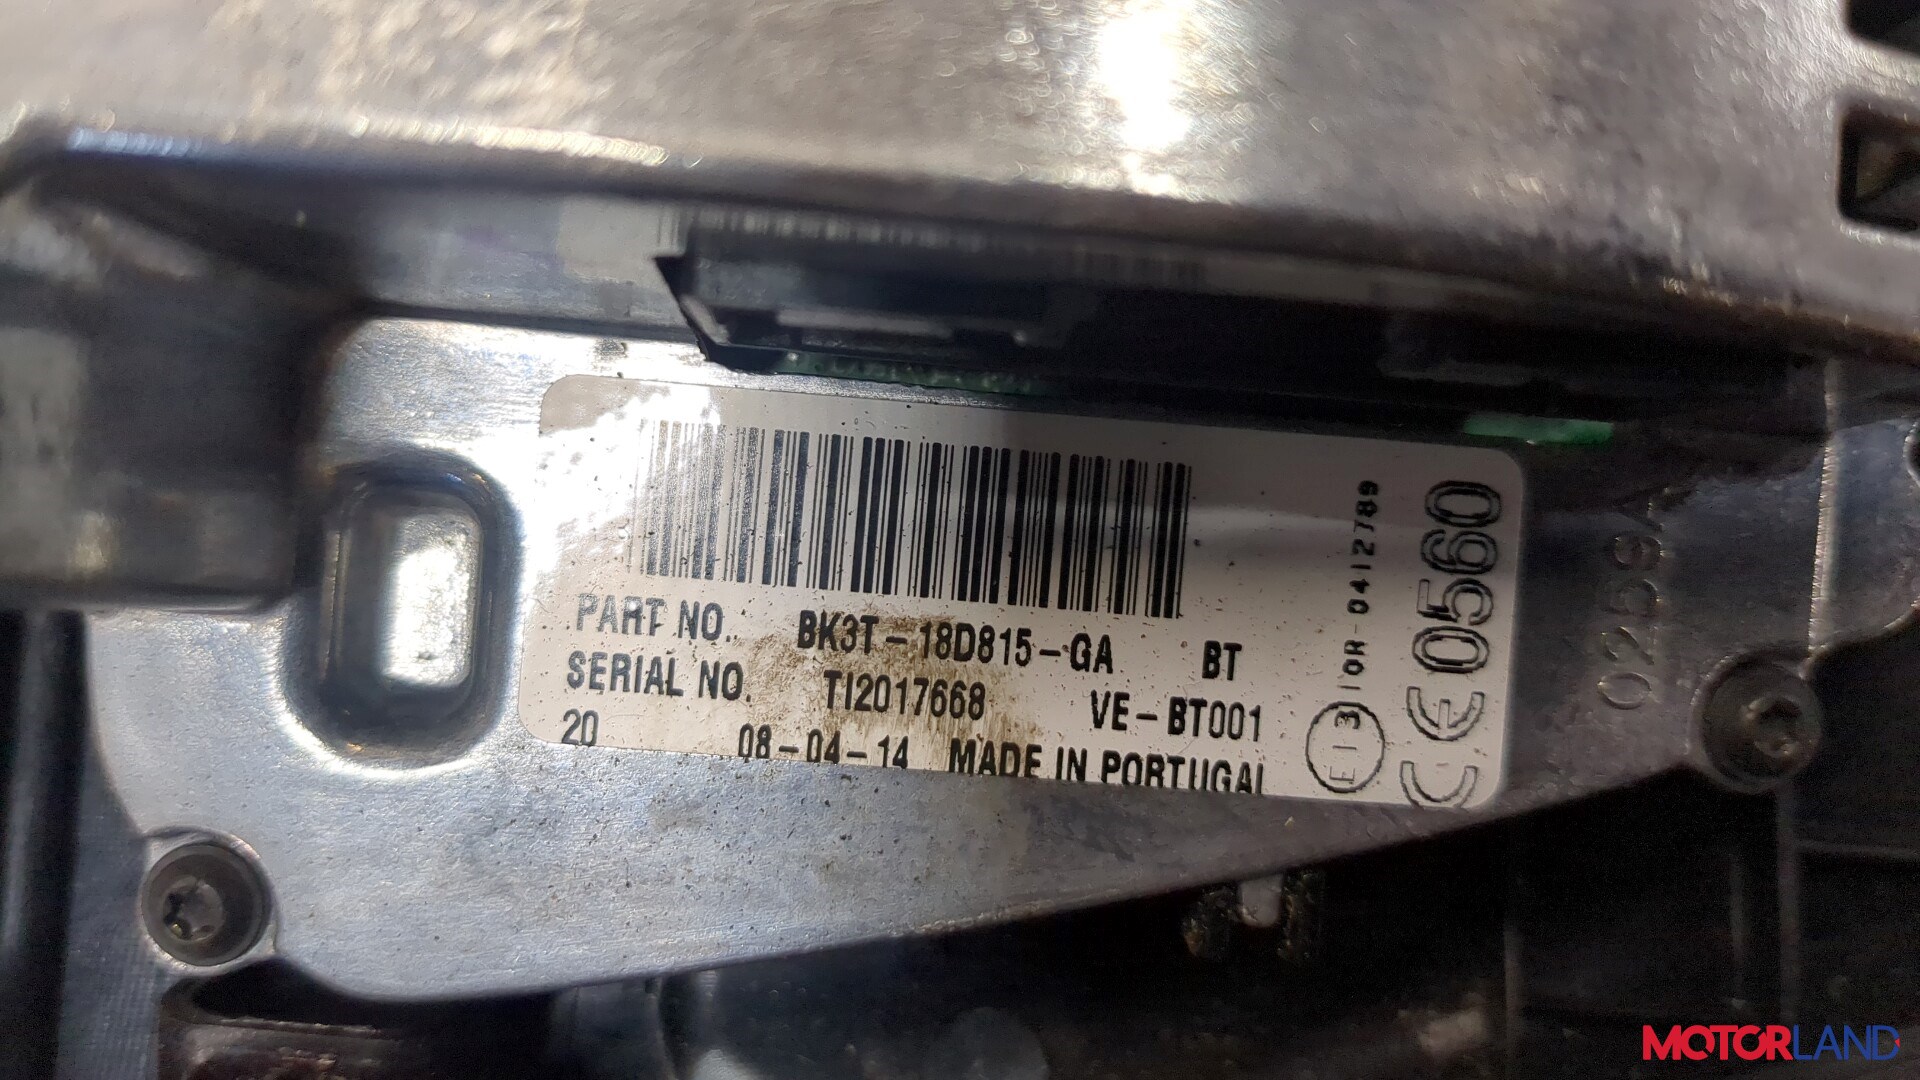 PART NO. BK3T-18D815-GA BT
SERIAL NO. TI2017668 VE-BT001
20 08-04-14 MADE IN PORTUGAL
E13 10R-0412789
CE0560
CE
MOTORLAND